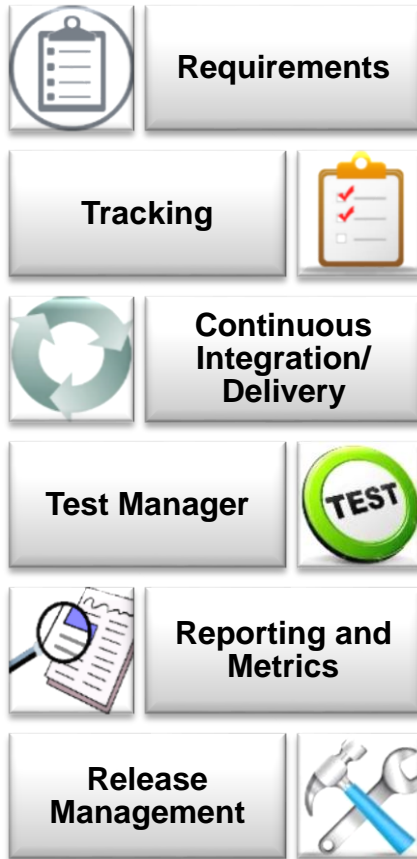 Requirements
Tracking
Continuous
Integration/
Delivery
Test Manager
TEST
Reporting and
Metrics
Release
Management